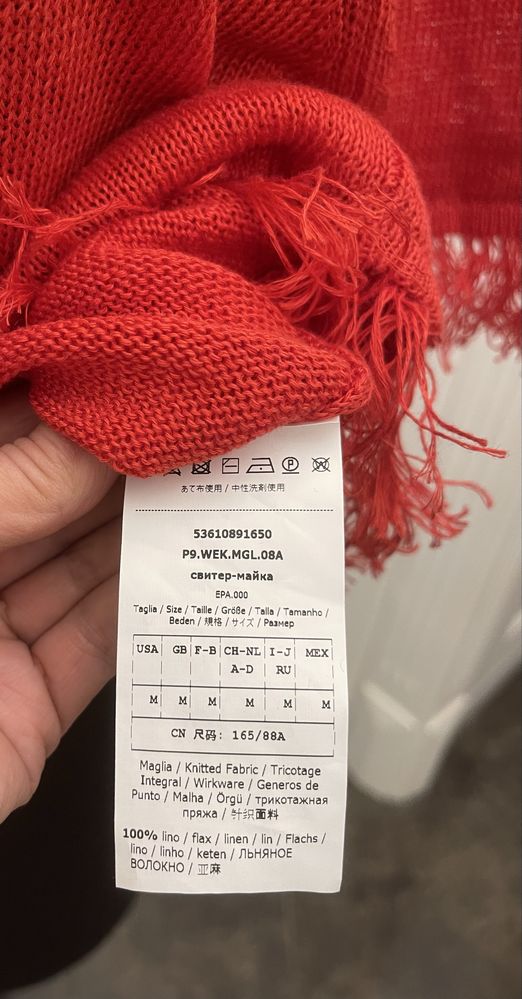 あて布使用 / 中性洗剤使用
53610891650
P9.WEK.MGL.08A
свитер-майка
EPA.000
Taglia / Size / Taille / Größe / Talla / Tamanho /
Beden / 規格 / サイズ / Размер
USA GB F-B CH-NL I-J MEX
A-D RU
M M M M M M
CN 尺码: 165/88A
Maglia / Knitted Fabric / Tricotage
Integral / Wirkware / Generos de
Punto / Malha / Örgü / трикотажная
пряжа / 针织面料
100% lino / flax / linen / lin / Flachs /
lino / linho / keten / ЛЬНЯНОЕ
ВОЛОКНО / 亚麻